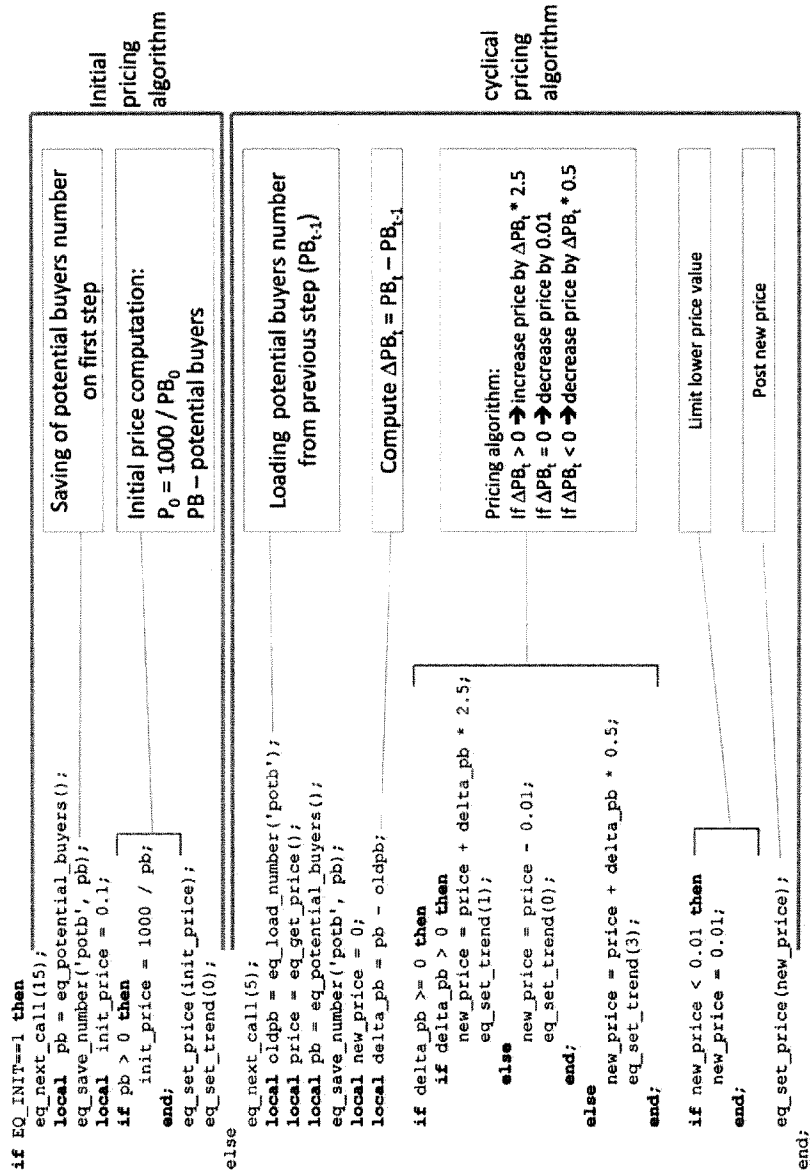 if EQ_INIT==1 then
eq_next_call(15);
local pb = eq_potential_buyers();
eq_save_number('potb', pb);
local init_price = 0.1;
if pb > 0 then
init_price = 1000 / pb;
end;
eq_set_price(init_price);
eq_set_trend(0);
else
eq_next_call(5);
local oldpb = eq_load_number('potb');
local price = eq_get_price();
local pb = eq_potential_buyers();
eq_save_number('potb', pb);
local new_price = 0;
local delta_pb = pb - oldpb;
if delta_pb >= 0 then
if delta_pb > 0 then
new_price = price + delta_pb * 2.5;
eq_set_trend(1);
else
new_price = price - 0.01;
eq_set_trend(0);
end;
else
new_price = price + delta_pb * 0.5;
eq_set_trend(3);
end;
if new_price < 0.01 then
new_price = 0.01;
end;
eq_set_price(new_price);
end;
Saving of potential buyers number
on first step
Initial price computation:
P₀ = 1000 / PB₀
PB – potential buyers
Loading potential buyers number
from previous step (PBₜ₋₁)
Compute ΔPBₜ = PBₜ – PBₜ₋₁
Pricing algorithm:
If ΔPBₜ > 0 ➔ increase price by ΔPBₜ * 2.5
If ΔPBₜ = 0 ➔ decrease price by 0.01
If ΔPBₜ < 0 ➔ decrease price by ΔPBₜ * 0.5
Limit lower price value
Post new price
Initial
pricing
algorithm
cyclical
pricing
algorithm